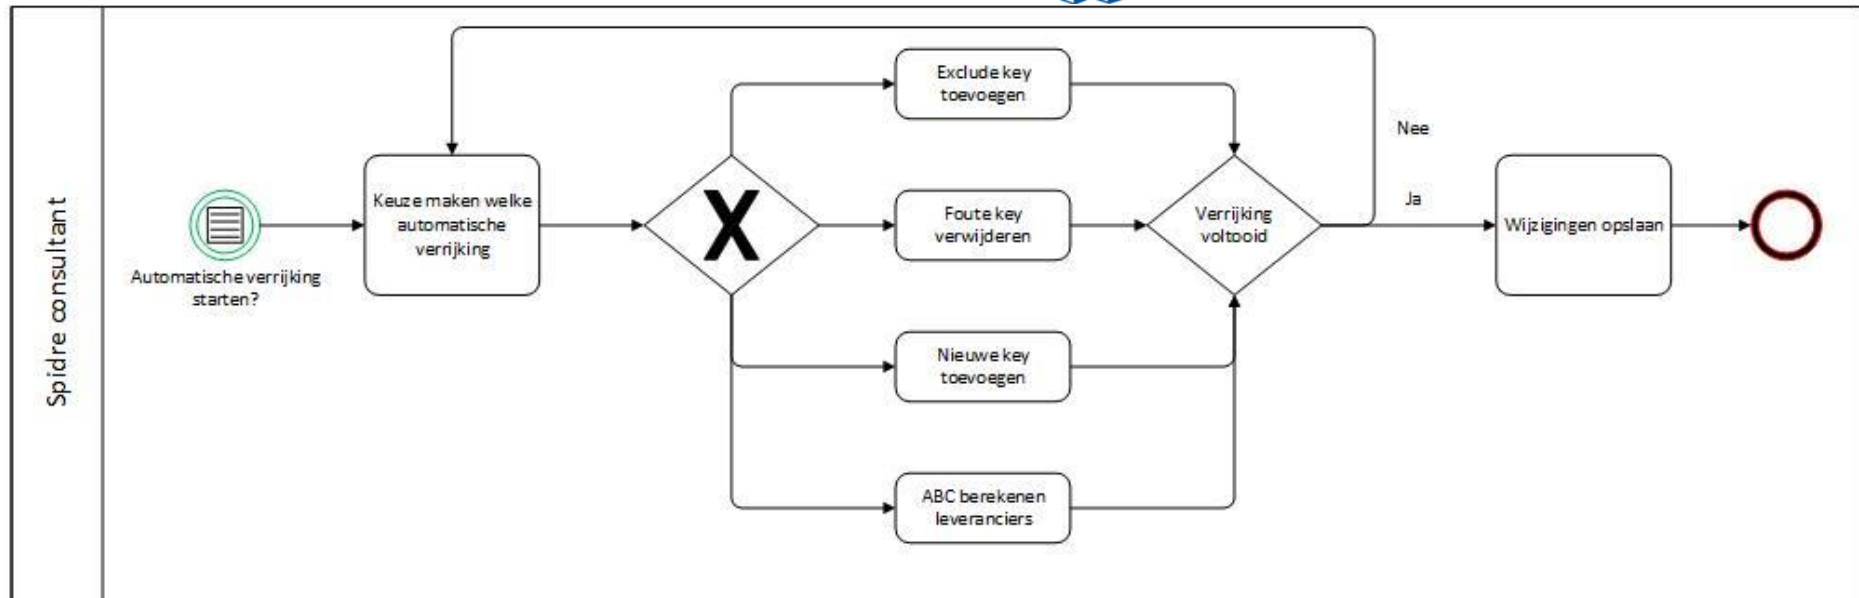 Spidre consultant
Automatische verrijking
starten?
Keuze maken welke
automatische
verrijking
X
Exclude key
toevoegen
Foute key
verwijderen
Nieuwe key
toevoegen
ABC berekenen
leveranciers
Verrijking
voltooid
Nee
Ja
Wijzigingen opslaan